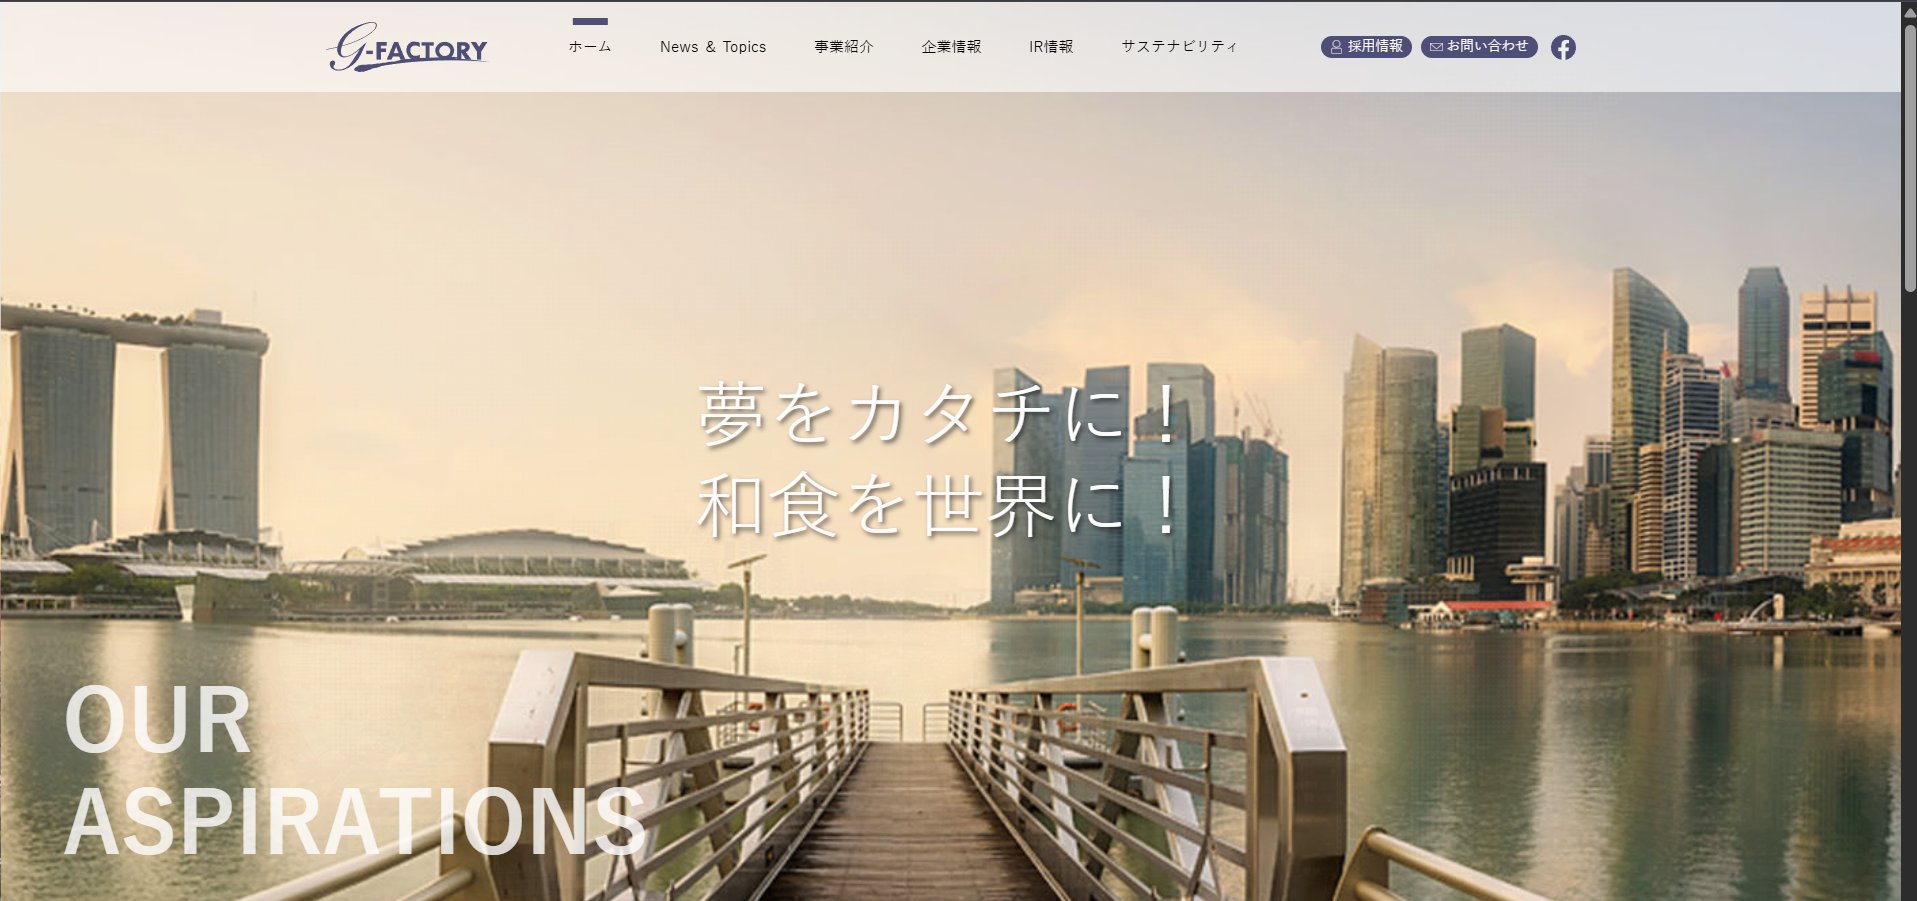 G-FACTORY
ホーム
News & Topics
事業紹介
企業情報
IR情報
サステナビリティ
採用情報
お問い合わせ
夢をカタチに！
和食を世界に！
OUR
ASPIRATIONS